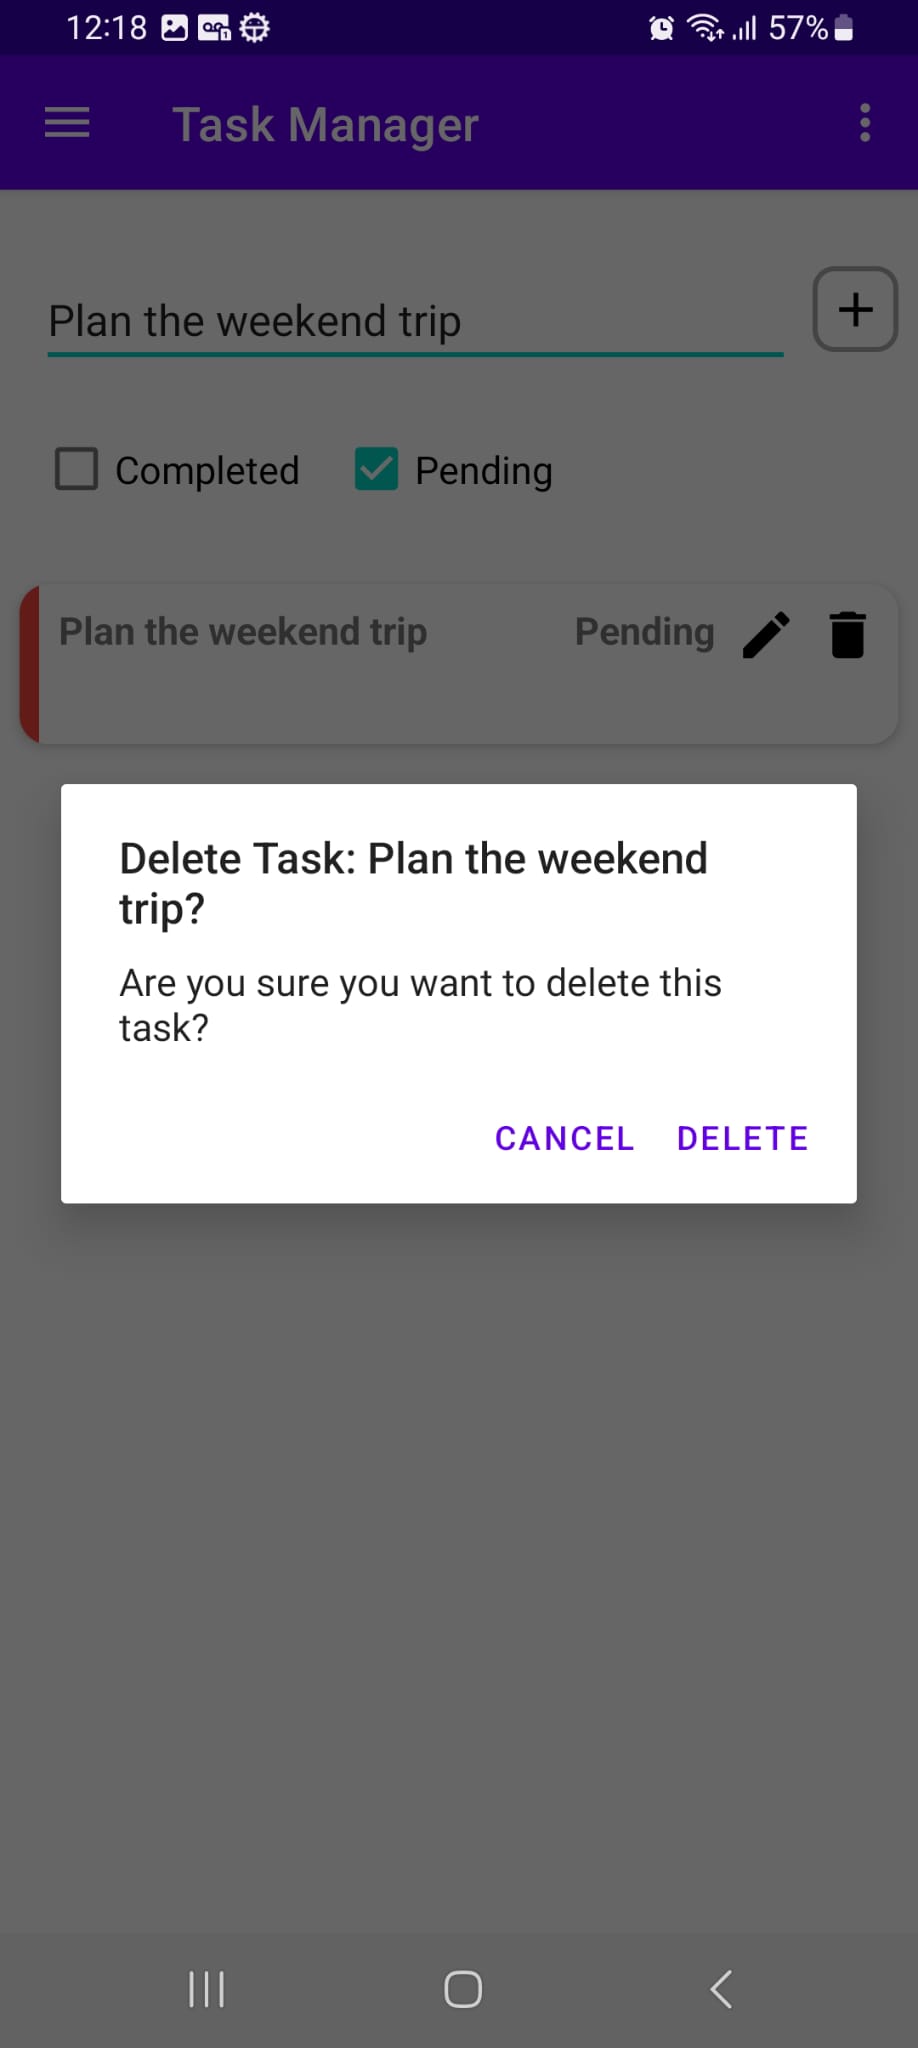 12:18 57%
Task Manager
Plan the weekend trip
Completed Pending
Plan the weekend trip Pending
Delete Task: Plan the weekend
trip?
Are you sure you want to delete this
task?
CANCEL DELETE